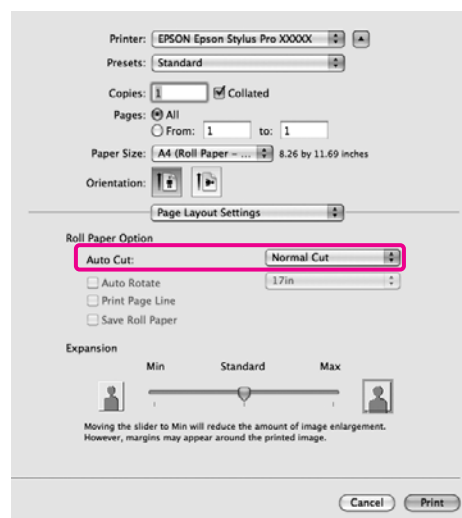 Printer: EPSON Epson Stylus Pro XXXXX
Presets: Standard
Copies: 1 Collated
Pages: All
From: 1 to: 1
Paper Size: A4 (Roll Paper – ... 8.26 by 11.69 inches
Orientation:
Page Layout Settings
Roll Paper Option
Auto Cut: Normal Cut
Auto Rotate 17in
Print Page Line
Save Roll Paper
Expansion
Min Standard Max
Moving the slider to Min will reduce the amount of image enlargement.
However, margins may appear around the printed image.
Cancel Print